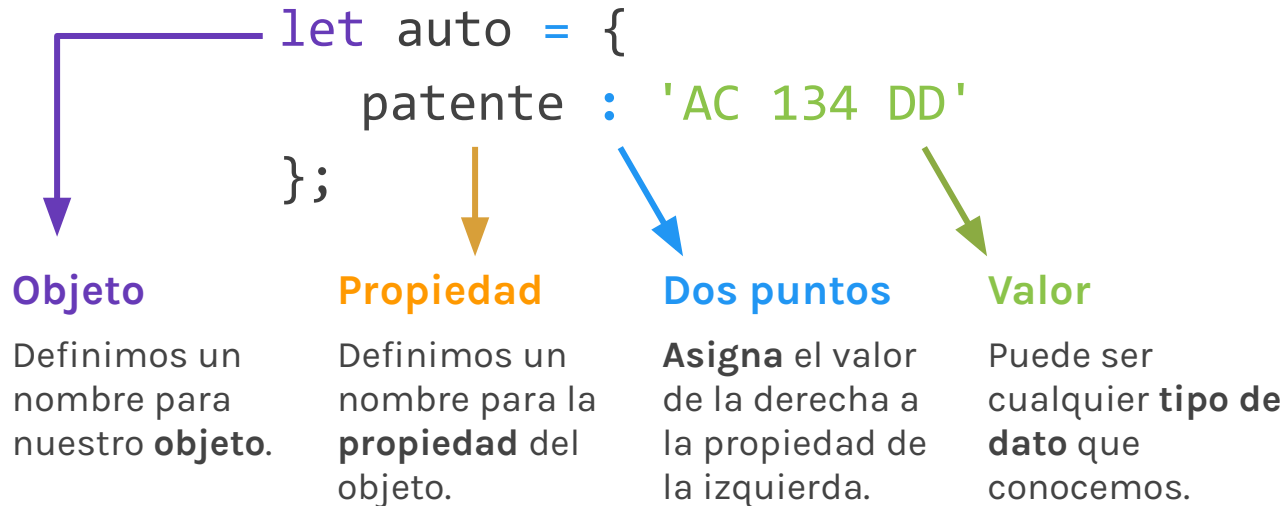 let auto = {
patente : 'AC 134 DD'
};
Objeto
Definimos un
nombre para
nuestro objeto.
Propiedad
Definimos un
nombre para la
propiedad del
objeto.
Dos puntos
Asigna el valor
de la derecha a
la propiedad de
la izquierda.
Valor
Puede ser
cualquier tipo de
dato que
conocemos.